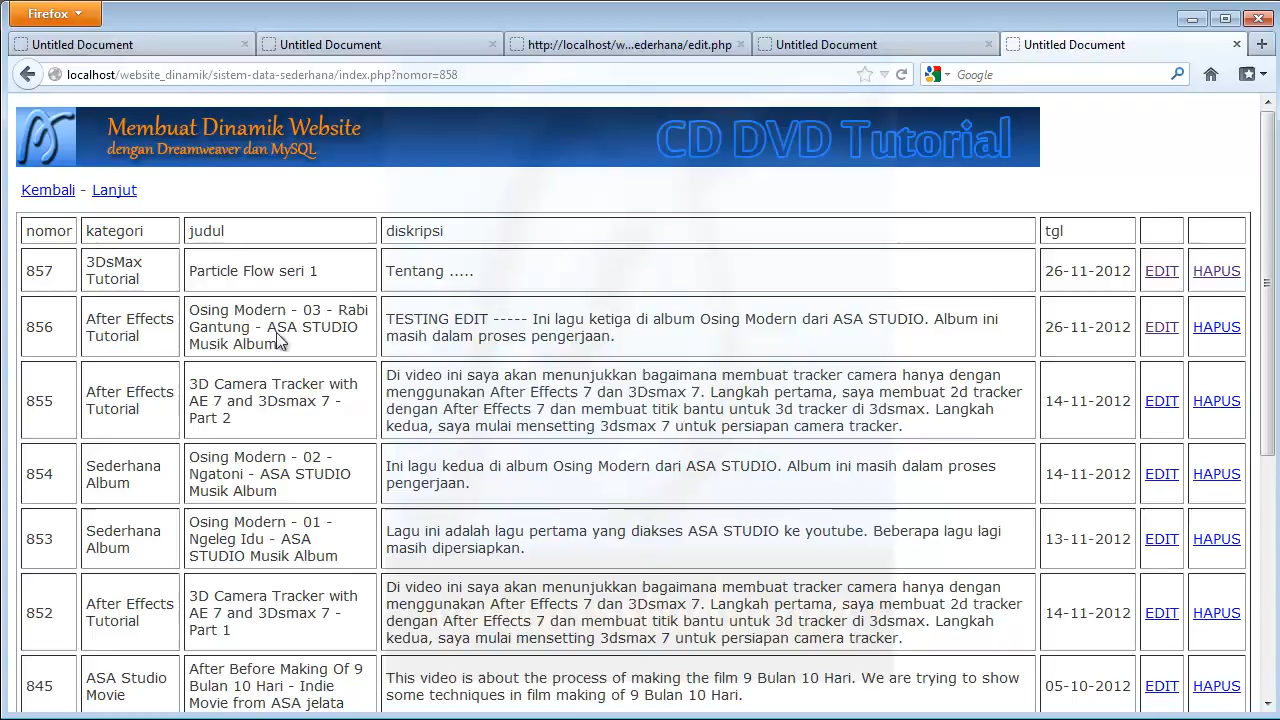 Firefox
Untitled Document
Untitled Document
http://localhost/w...ederhana/edit.php
Untitled Document
Untitled Document
localhost/website_dinamik/sistem-data-sederhana/index.php?nomor=858
Google
Membuat Dinamik Website
dengan Dreamweaver dan MySQL
CD DVD Tutorial
Kembali - Lanjut
nomor kategori judul diskripsi tgl
857
3DsMax
Tutorial
Particle Flow seri 1
Tentang .....
26-11-2012 EDIT HAPUS
856
After Effects
Tutorial
Osing Modern - 03 - Rabi
Gantung - ASA STUDIO
Musik Album
TESTING EDIT ----- Ini lagu ketiga di album Osing Modern dari ASA STUDIO. Album ini
masih dalam proses pengerjaan.
26-11-2012 EDIT HAPUS
855
After Effects
Tutorial
3D Camera Tracker with
AE 7 and 3Dsmax 7 -
Part 2
Di video ini saya akan menunjukkan bagaimana membuat tracker camera hanya dengan
menggunakan After Effects 7 dan 3Dsmax 7. Langkah pertama, saya membuat 2d tracker
dengan After Effects 7 dan membuat titik bantu untuk 3d tracker di 3dsmax. Langkah
kedua, saya mulai mensetting 3dsmax 7 untuk persiapan camera tracker.
14-11-2012 EDIT HAPUS
854
Sederhana
Album
Osing Modern - 02 -
Ngatoni - ASA STUDIO
Musik Album
Ini lagu kedua di album Osing Modern dari ASA STUDIO. Album ini masih dalam proses
pengerjaan.
14-11-2012 EDIT HAPUS
853
Sederhana
Album
Osing Modern - 01 -
Ngeleg Idu - ASA
STUDIO Musik Album
Lagu ini adalah lagu pertama yang diakses ASA STUDIO ke youtube. Beberapa lagu lagi
masih dipersiapkan.
13-11-2012 EDIT HAPUS
852
After Effects
Tutorial
3D Camera Tracker with
AE 7 and 3Dsmax 7 -
Part 1
Di video ini saya akan menunjukkan bagaimana membuat tracker camera hanya dengan
menggunakan After Effects 7 dan 3Dsmax 7. Langkah pertama, saya membuat 2d tracker
dengan After Effects 7 dan membuat titik bantu untuk 3d tracker di 3dsmax. Langkah
kedua, saya mulai mensetting 3dsmax 7 untuk persiapan camera tracker.
14-11-2012 EDIT HAPUS
845
ASA Studio
Movie
After Before Making Of 9
Bulan 10 Hari - Indie
Movie from ASA jelata
This video is about the process of making the film 9 Bulan 10 Hari. We are trying to show
some techniques in film making of 9 Bulan 10 Hari.
05-10-2012 EDIT HAPUS